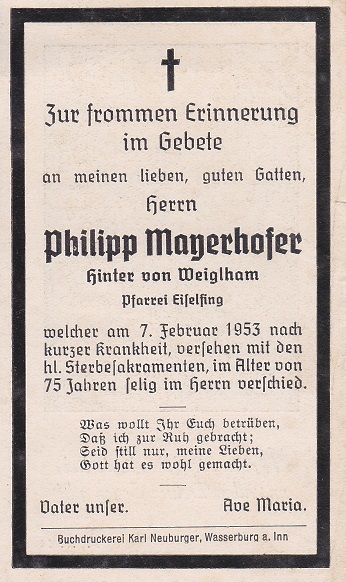 Zur frommen Erinnerung
im Gebete
an meinen lieben, guten Gatten,
Herrn
Philipp Mayerhofer
Hinter von Weiglham
Pfarrei Eiselfing
welcher am 7. Februar 1953 nach
kurzer Krankheit, versehen mit den
hl. Sterbesakramenten, im Alter von
75 Jahren selig im Herrn verschied.
Was wollt Ihr Euch betrüben,
Daß ich zur Ruh gebracht;
Seid still nur, meine Lieben,
Gott hat es wohl gemacht.
Vater unser. Ave Maria.
Buchdruckerei Karl Neuburger, Wasserburg a. Inn